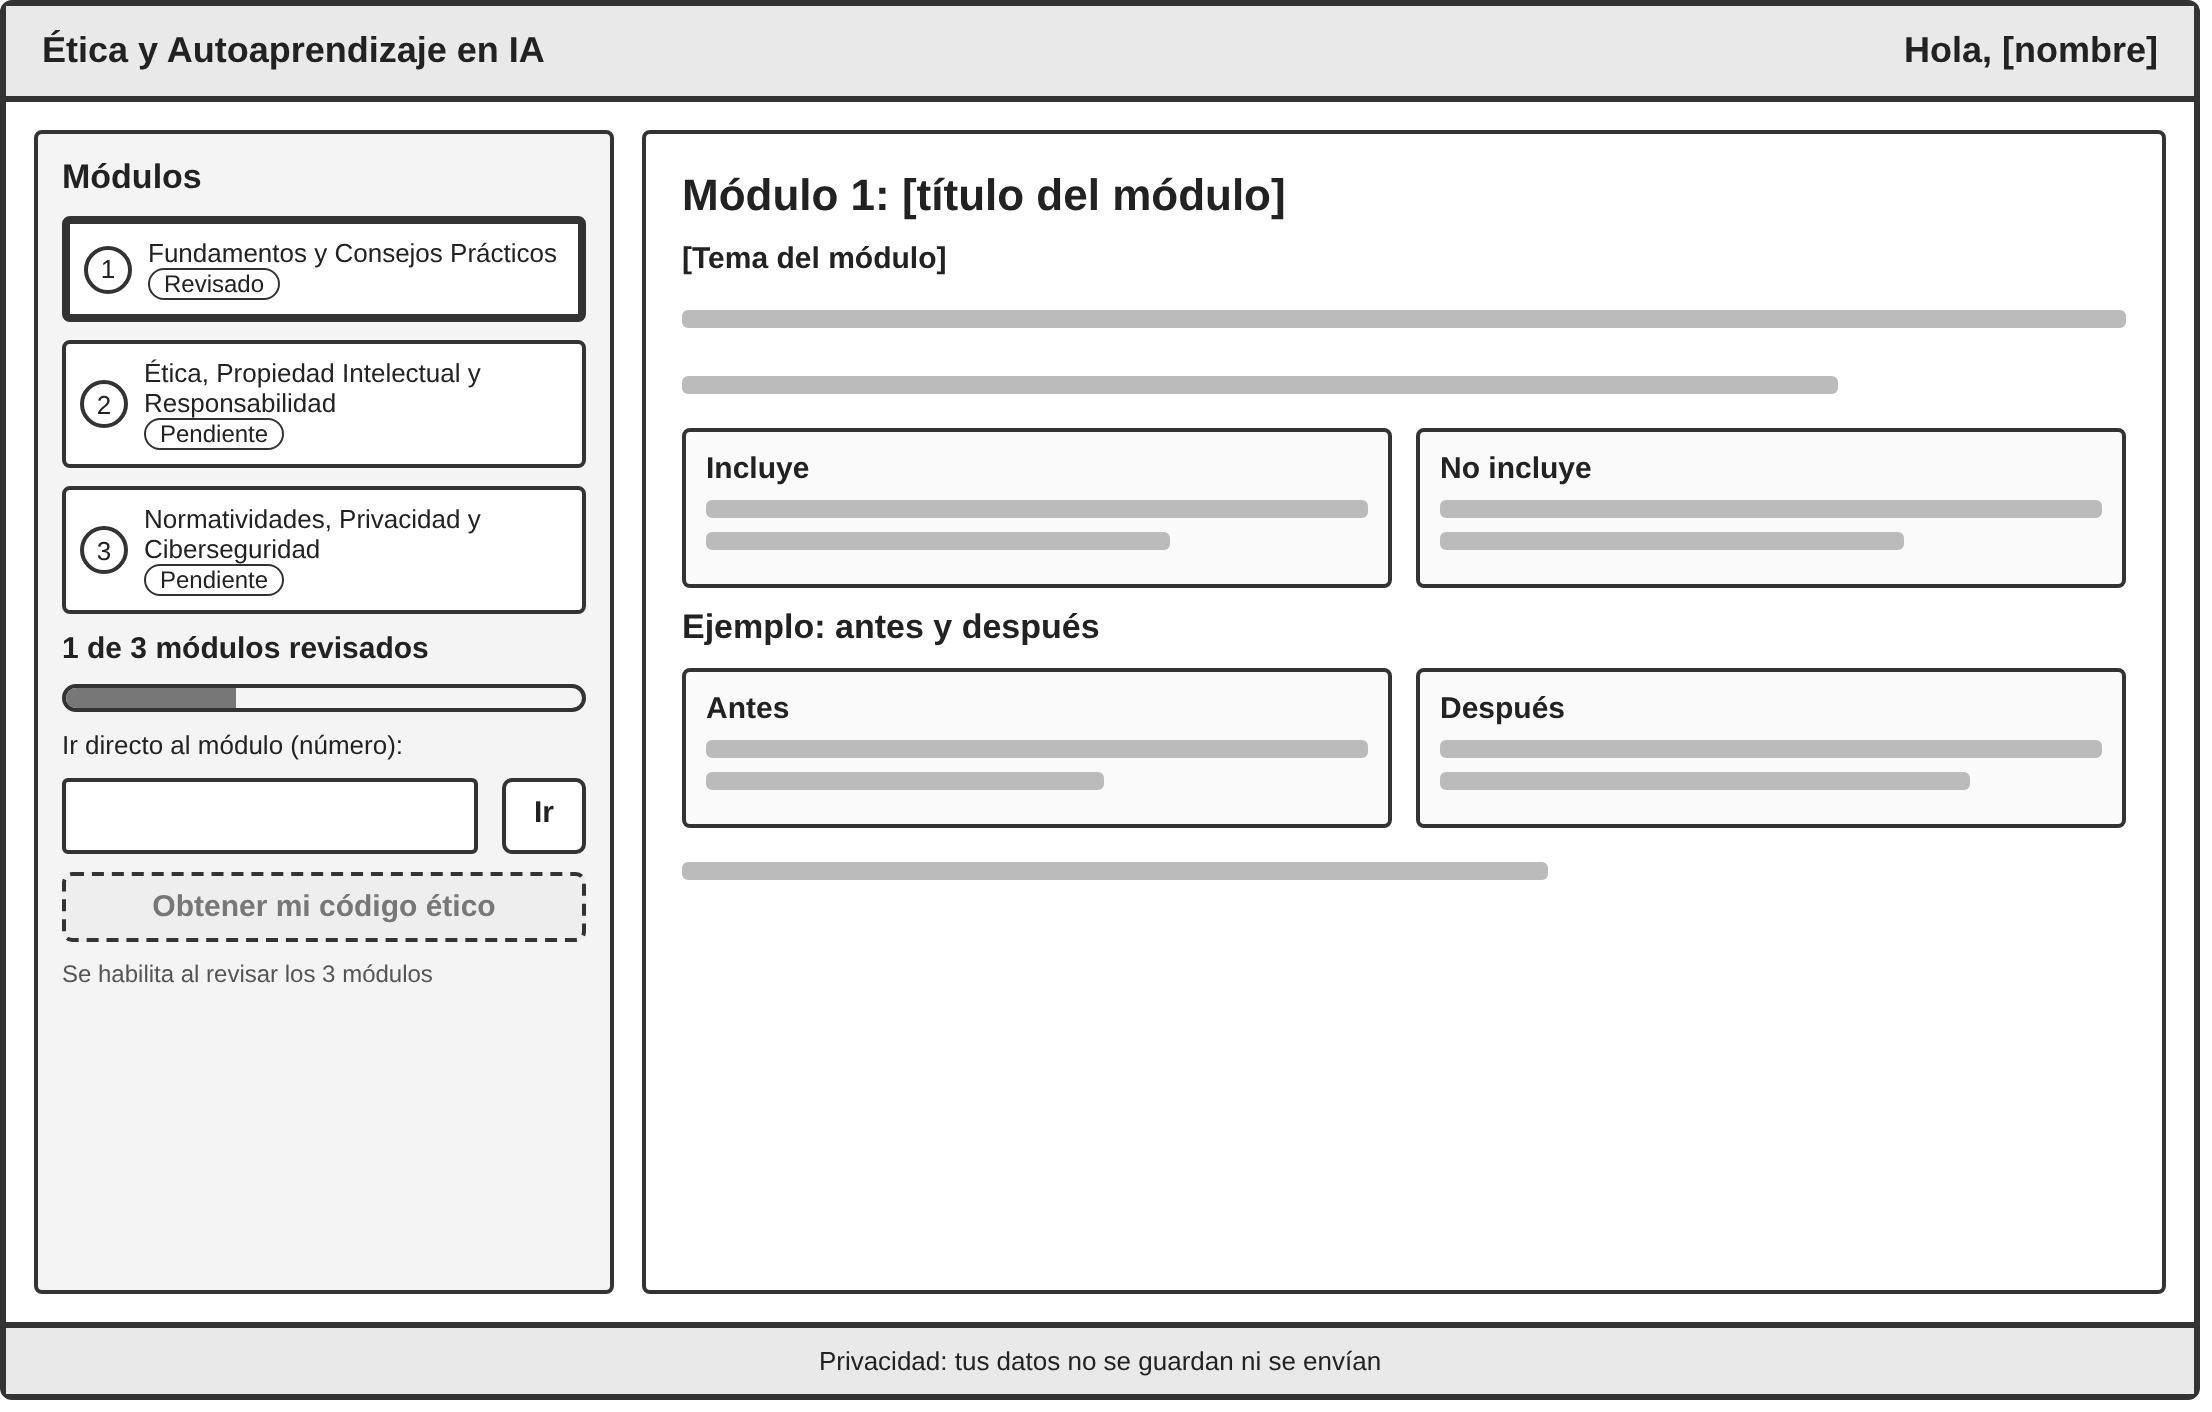 Ética y Autoaprendizaje en IA
Hola, [nombre]
Módulos
1
Fundamentos y Consejos Prácticos
Revisado
2
Ética, Propiedad Intelectual y
Responsabilidad
Pendiente
3
Normatividades, Privacidad y
Ciberseguridad
Pendiente
1 de 3 módulos revisados
Ir directo al módulo (número):
Ir
Obtener mi código ético
Se habilita al revisar los 3 módulos
Módulo 1: [título del módulo]
[Tema del módulo]
Incluye
No incluye
Ejemplo: antes y después
Antes
Después
Privacidad: tus datos no se guardan ni se envían